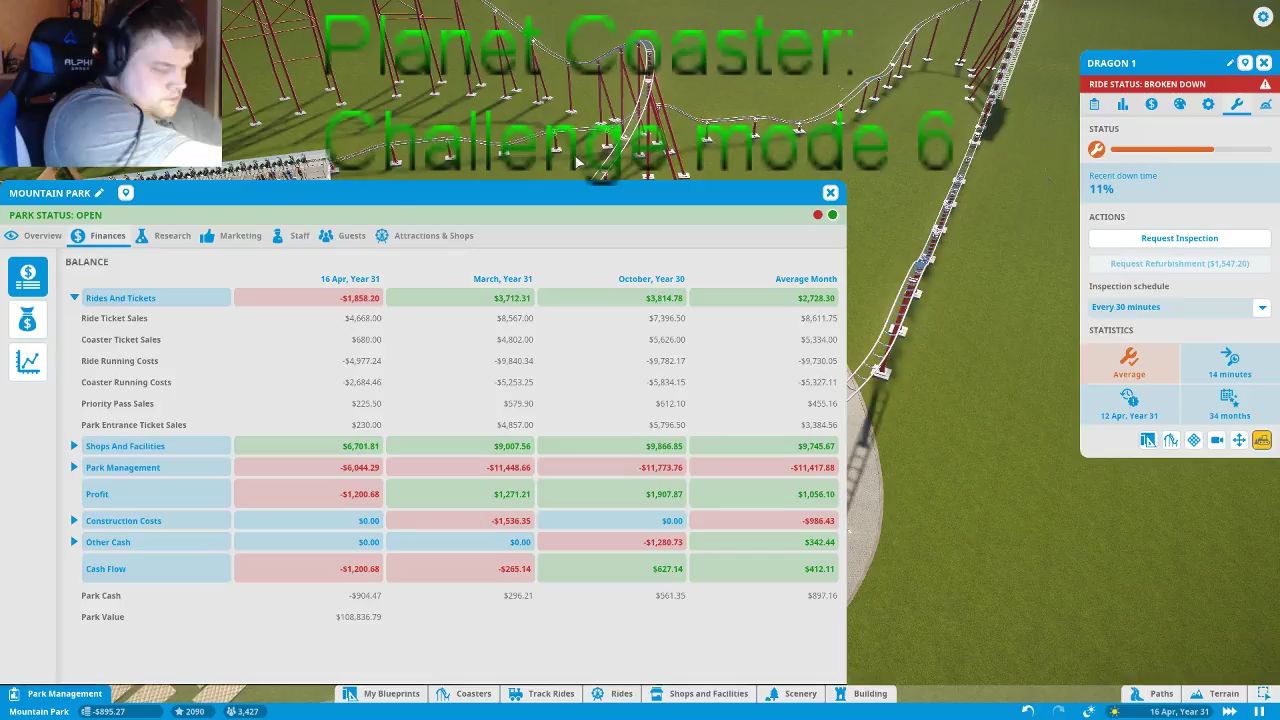 Planet Coaster:
Challenge mode 6
ALPHA
DRAGON 1
RIDE STATUS: BROKEN DOWN
STATUS
Recent down time
11%
ACTIONS
Request Inspection
Request Refurbishment ($1,547.20)
Inspection schedule
Every 30 minutes
STATISTICS
Average
14 minutes
12 Apr, Year 31
34 months
MOUNTAIN PARK
PARK STATUS: OPEN
Overview Finances Research Marketing Staff Guests Attractions & Shops
BALANCE
16 Apr, Year 31 March, Year 31 October, Year 30 Average Month
Rides And Tickets -$1,858.20 $3,712.31 $3,814.78 $2,728.30
Ride Ticket Sales $4,668.00 $8,567.00 $7,396.50 $8,611.75
Coaster Ticket Sales $680.00 $4,802.00 $5,626.00 $5,334.00
Ride Running Costs -$4,977.24 -$9,840.34 -$9,782.17 -$9,730.05
Coaster Running Costs -$2,684.46 -$5,253.25 -$5,834.15 -$5,327.11
Priority Pass Sales $225.50 $579.90 $612.10 $455.16
Park Entrance Ticket Sales $230.00 $4,857.00 $5,796.50 $3,384.56
Shops And Facilities $6,701.81 $9,007.56 $9,866.85 $9,745.67
Park Management -$6,044.29 -$11,448.66 -$11,773.76 -$11,417.88
Profit -$1,200.68 $1,271.21 $1,907.87 $1,056.10
Construction Costs $0.00 -$1,536.35 $0.00 -$986.43
Other Cash $0.00 $0.00 -$1,280.73 $342.44
Cash Flow -$1,200.68 -$265.14 $627.14 $412.11
Park Cash -$904.47 $296.21 $561.35 $897.16
Park Value $108,836.79
Park Management My Blueprints Coasters Track Rides Rides Shops and Facilities Scenery Building Paths Terrain
Mountain Park -$895.27 2090 3,427 16 Apr, Year 31